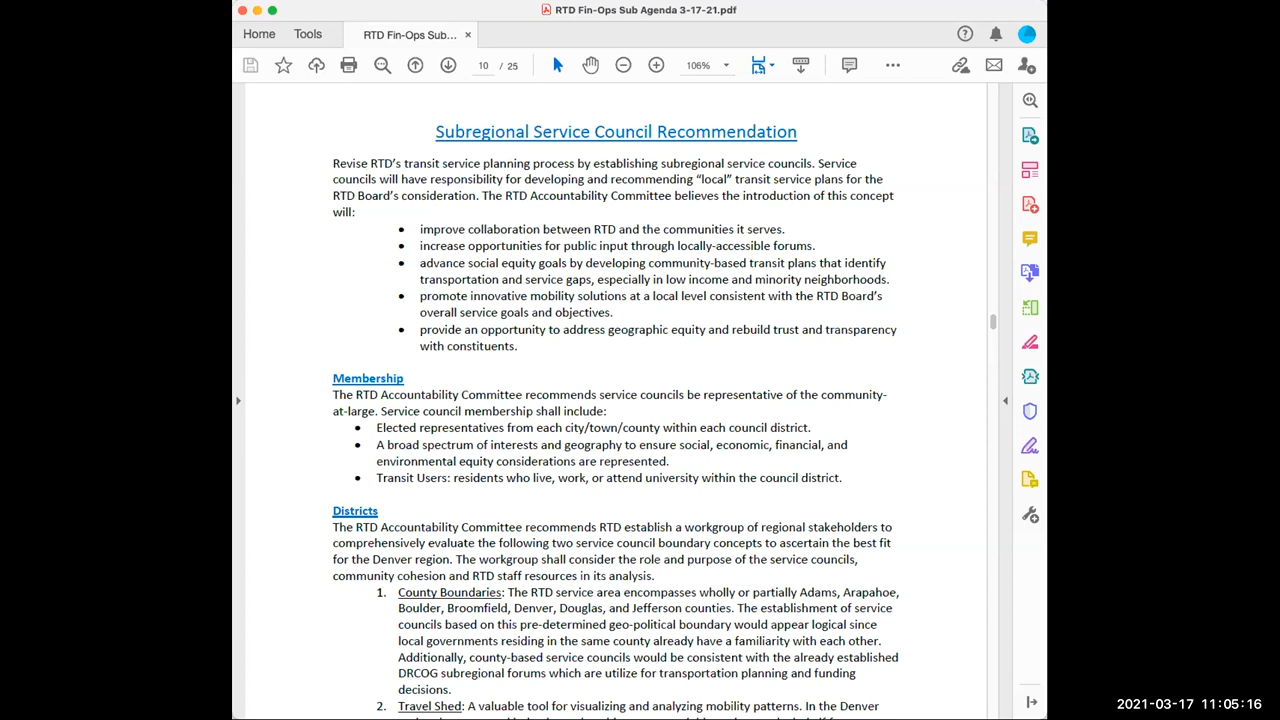 RTD Fin-Ops Sub Agenda 3-17-21.pdf
Home Tools RTD Fin-Ops Sub... ×
10 / 25 106%
Subregional Service Council Recommendation
Revise RTD's transit service planning process by establishing subregional service councils. Service
councils will have responsibility for developing and recommending “local” transit service plans for the
RTD Board's consideration. The RTD Accountability Committee believes the introduction of this concept
will:
• improve collaboration between RTD and the communities it serves.
• increase opportunities for public input through locally-accessible forums.
• advance social equity goals by developing community-based transit plans that identify
transportation and service gaps, especially in low income and minority neighborhoods.
• promote innovative mobility solutions at a local level consistent with the RTD Board's
overall service goals and objectives.
• provide an opportunity to address geographic equity and rebuild trust and transparency
with constituents.
Membership
The RTD Accountability Committee recommends service councils be representative of the community-
at-large. Service council membership shall include:
• Elected representatives from each city/town/county within each council district.
• A broad spectrum of interests and geography to ensure social, economic, financial, and
environmental equity considerations are represented.
• Transit Users: residents who live, work, or attend university within the council district.
Districts
The RTD Accountability Committee recommends RTD establish a workgroup of regional stakeholders to
comprehensively evaluate the following two service council boundary concepts to ascertain the best fit
for the Denver region. The workgroup shall consider the role and purpose of the service councils,
community cohesion and RTD staff resources in its analysis.
1. County Boundaries: The RTD service area encompasses wholly or partially Adams, Arapahoe,
Boulder, Broomfield, Denver, Douglas, and Jefferson counties. The establishment of service
councils based on this pre-determined geo-political boundary would appear logical since
local governments residing in the same county already have a familiarity with each other.
Additionally, county-based service councils would be consistent with the already established
DRCOG subregional forums which are utilize for transportation planning and funding
decisions.
2. Travel Shed: A valuable tool for visualizing and analyzing mobility patterns. In the Denver
2021-03-17 11:05:16